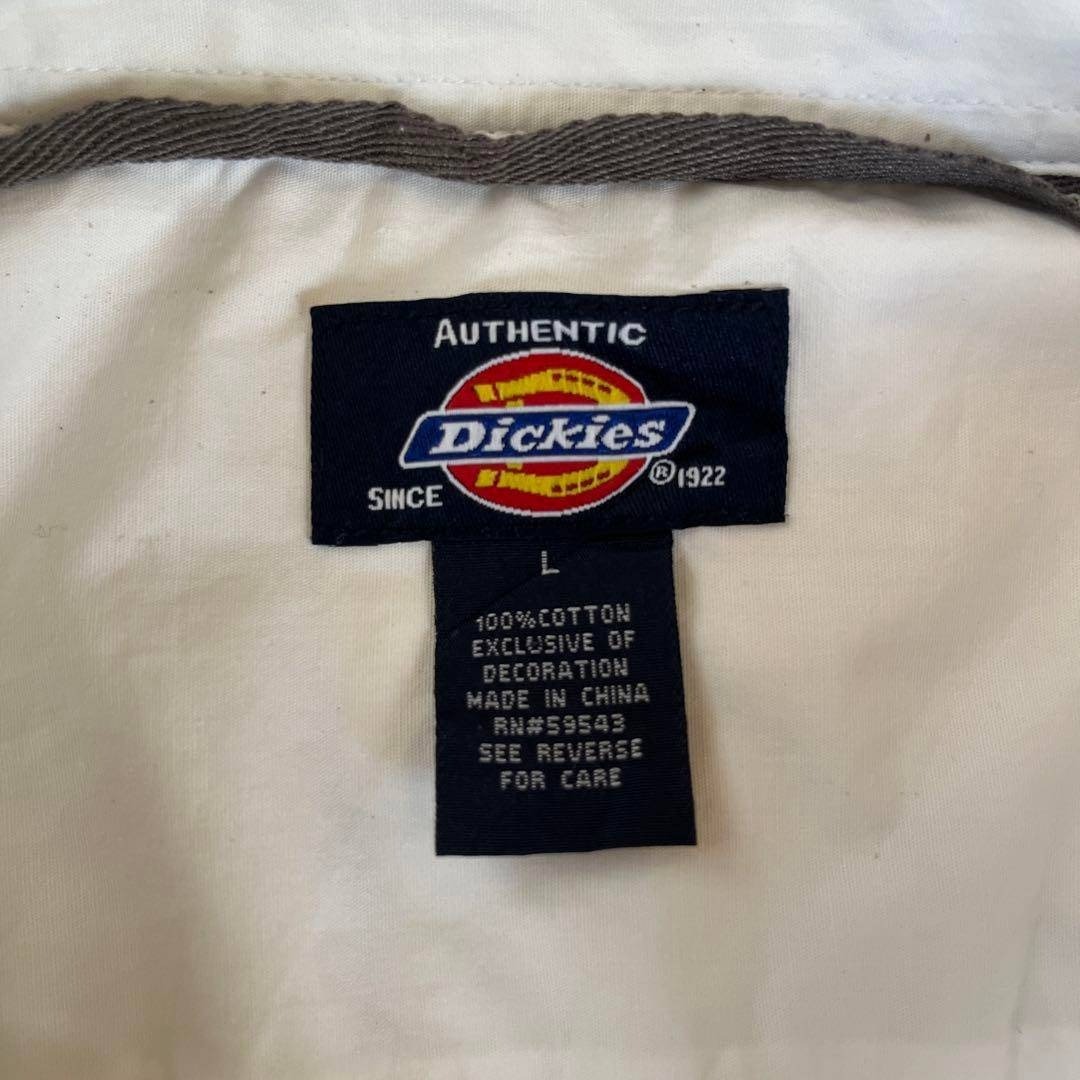 AUTHENTIC
Dickies
SINCE ® 1922
L
100%COTTON
EXCLUSIVE OF
DECORATION
MADE IN CHINA
RN#59543
SEE REVERSE
FOR CARE